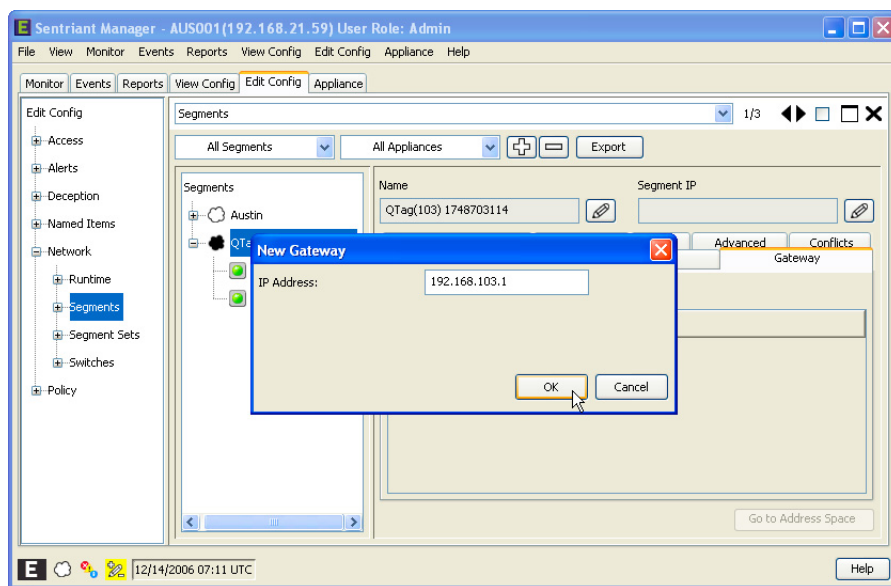 E Sentriant Manager - AUS001(192.168.21.59) User Role: Admin
File View Monitor Events Reports View Config Edit Config Appliance Help
Monitor Events Reports View Config Edit Config Appliance
Edit Config
Access
Alerts
Deception
Named Items
Network
Runtime
Segments
Segment Sets
Switches
Policy
Segments 1/3
All Segments All Appliances Export
Segments
Austin
QTa
Name Segment IP
QTag(103) 1748703114
Advanced Conflicts
Gateway
New Gateway
IP Address: 192.168.103.1
OK Cancel
Go to Address Space
E 12/14/2006 07:11 UTC Help